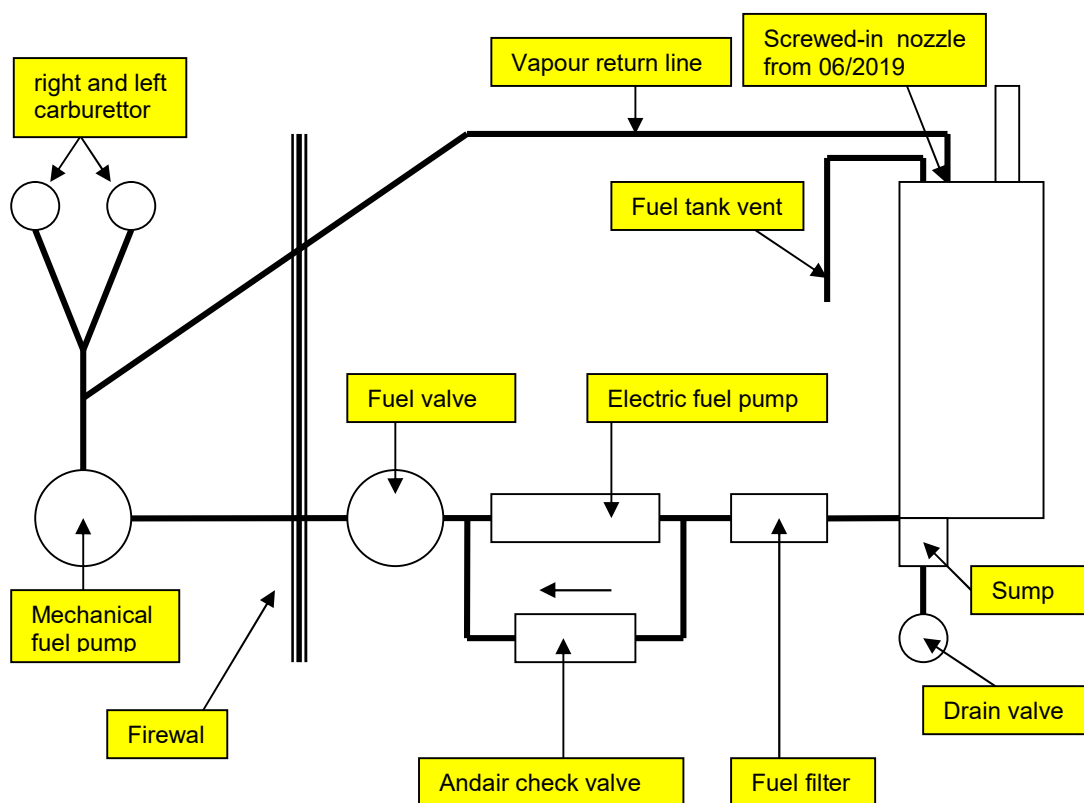 Screwed-in nozzle
from 06/2019
Vapour return line
right and left
carburettor
Fuel tank vent
Fuel valve
Electric fuel pump
Mechanical
fuel pump
Sump
Firewal
Drain valve
Andair check valve
Fuel filter